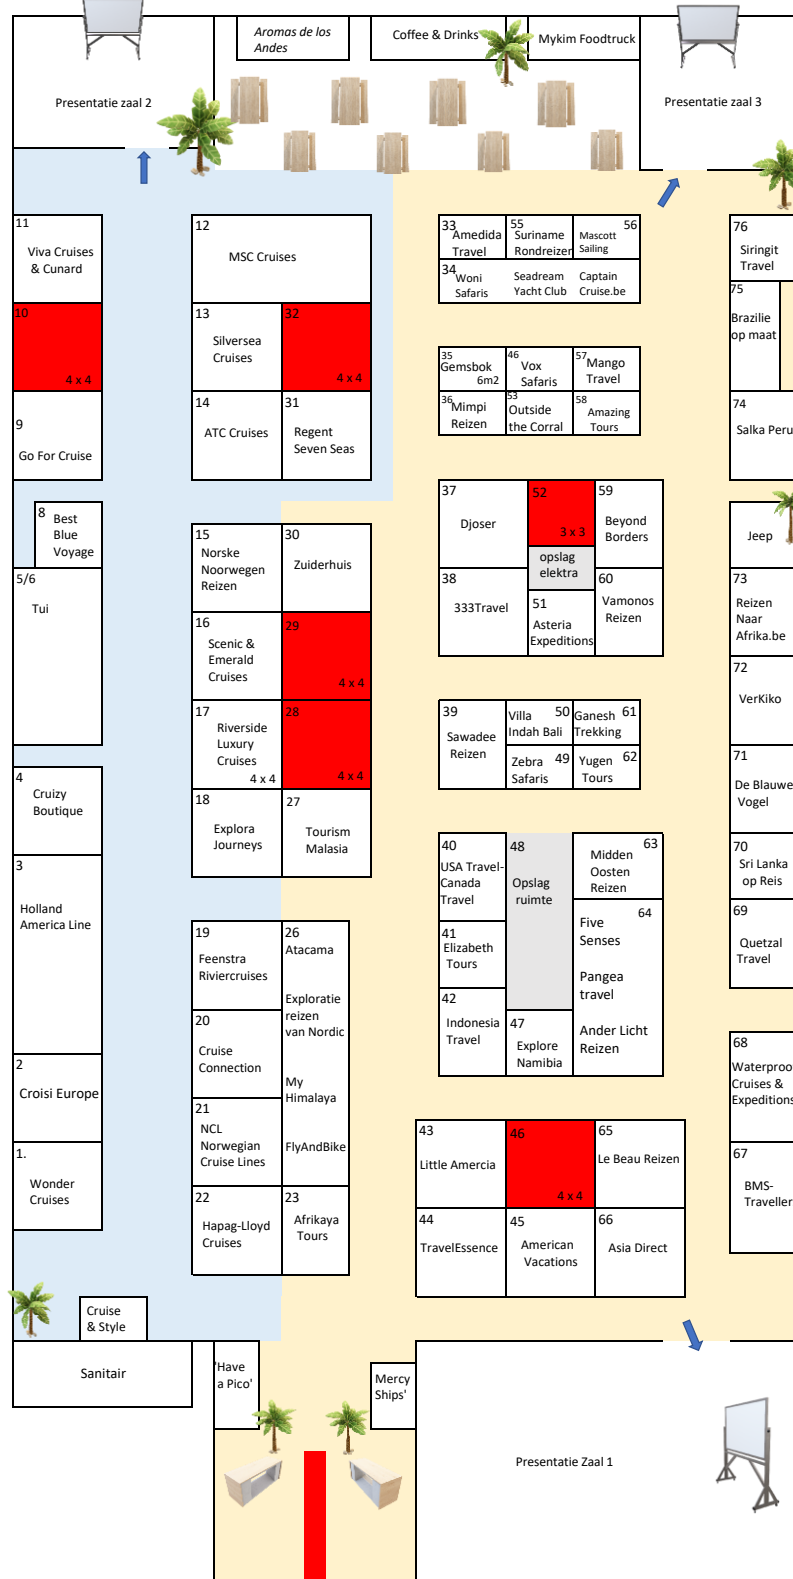 Aromas de los
Andes
Coffee & Drinks
Mykim Foodtruck
Presentatie zaal 2
Presentatie zaal 3
11
Viva Cruises
& Cunard
10
4 x 4
9
Go For Cruise
8
Best
Blue
Voyage
5/6
Tui
4
Cruizy
Boutique
3
Holland
America Line
2
Croisi Europe
1.
Wonder
Cruises
12
MSC Cruises
13
Silversea
Cruises
32
4 x 4
14
ATC Cruises
31
Regent
Seven Seas
15
Norske
Noorwegen
Reizen
30
Zuiderhuis
16
Scenic &
Emerald
Cruises
29
4 x 4
17
Riverside
Luxury
Cruises
4 x 4
28
4 x 4
18
Explora
Journeys
27
Tourism
Malasia
19
Feenstra
Riviercruises
20
Cruise
Connection
21
NCL
Norwegian
Cruise Lines
22
Hapag-Lloyd
Cruises
26
Atacama
Exploratie
reizen
van Nordic
My
Himalaya
FlyAndBike
23
Afrikaya
Tours
33
Amedida
Travel
55
Suriname
Rondreizen
56
Mascott
Sailing
34
Woni
Safaris
Seadream
Yacht Club
Captain
Cruise.be
35
Gemsbok
6m2
46
Vox
Safaris
57
Mango
Travel
36
Mimpi
Reizen
53
Outside
the Corral
58
Amazing
Tours
37
Djoser
52
3 x 3
59
Beyond
Borders
opslag
elektra
38
333Travel
51
Asteria
Expeditions
60
Vamonos
Reizen
39
Sawadee
Reizen
Villa 50
Indah Bali
Ganesh 61
Trekking
Zebra 49
Safaris
Yugen 62
Tours
40
USA Travel-
Canada
Travel
48
Opslag
ruimte
63
Midden
Oosten
Reizen
41
Elizabeth
Tours
64
Five
Senses
Pangea
travel
Ander Licht
Reizen
42
Indonesia
Travel
47
Explore
Namibia
43
Little Amercia
46
4 x 4
65
Le Beau Reizen
44
TravelEssence
45
American
Vacations
66
Asia Direct
76
Siringit
Travel
75
Brazilie
op maat
74
Salka Peru
Jeep
73
Reizen
Naar
Afrika.be
72
VerKiko
71
De Blauwe
Vogel
70
Sri Lanka
op Reis
69
Quetzal
Travel
68
Waterproof
Cruises &
Expeditions
67
BMS-
Traveller
Cruise
& Style
Sanitair
'Have
a Pico'
Mercy
Ships'
Presentatie Zaal 1